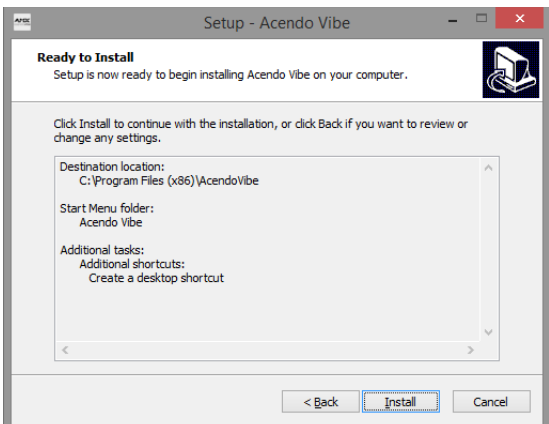 AMX
Setup - Acendo Vibe
Ready to Install
Setup is now ready to begin installing Acendo Vibe on your computer.
Click Install to continue with the installation, or click Back if you want to review or
change any settings.
Destination location:
C:\Program Files (x86)\AcendoVibe
Start Menu folder:
Acendo Vibe
Additional tasks:
Additional shortcuts:
Create a desktop shortcut
< Back
Install
Cancel